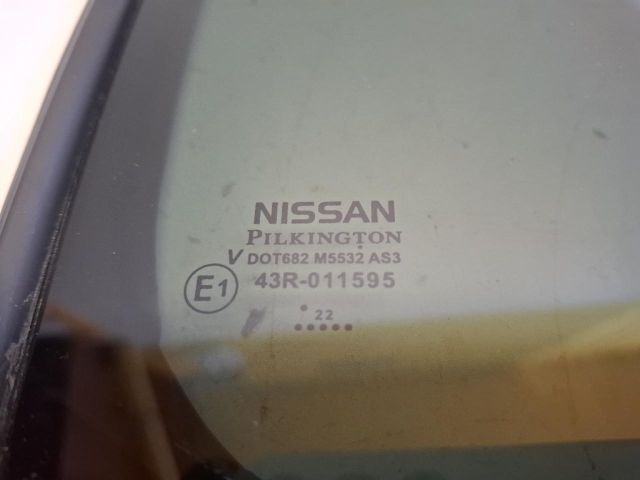 NISSAN
PILKINGTON
V DOT682 M5532 AS3
E1 43R-011595
22